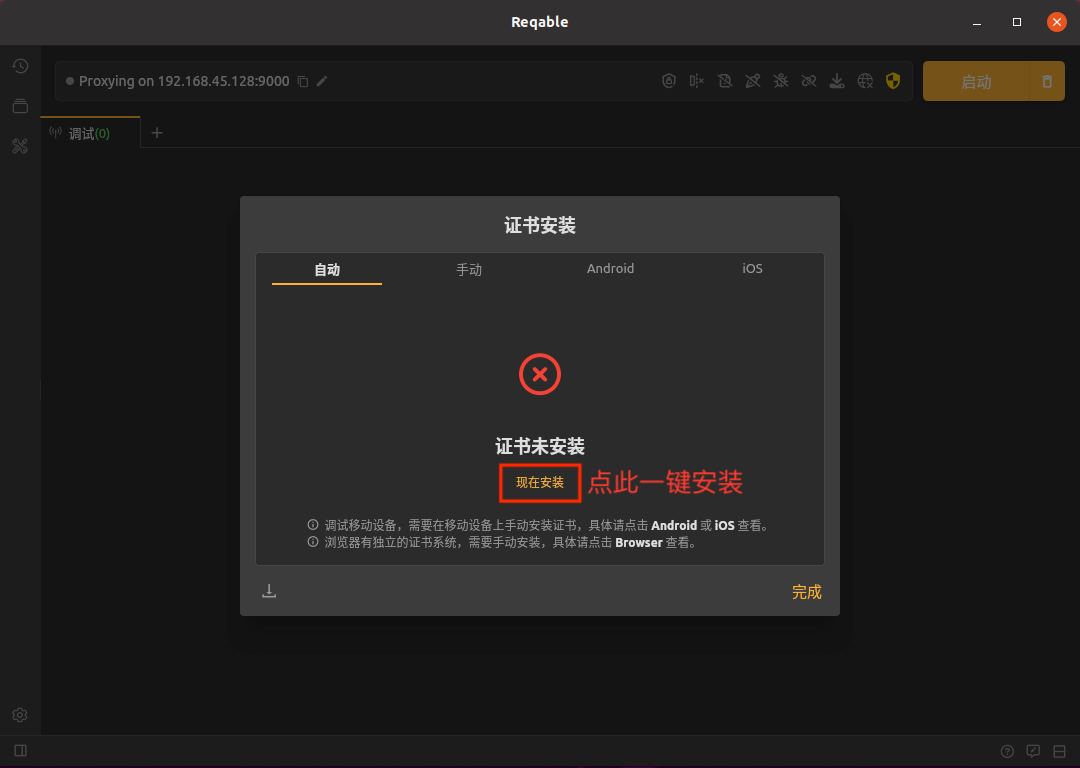 Reqable
Proxying on 192.168.45.128:9000
启动
调试(0)
证书安装
自动
手动
Android
iOS
证书未安装
现在安装
点此一键安装
调试移动设备，需要在移动设备上手动安装证书，具体请点击 Android 或 iOS 查看。
浏览器有独立的证书系统，需要手动安装，具体请点击 Browser 查看。
完成